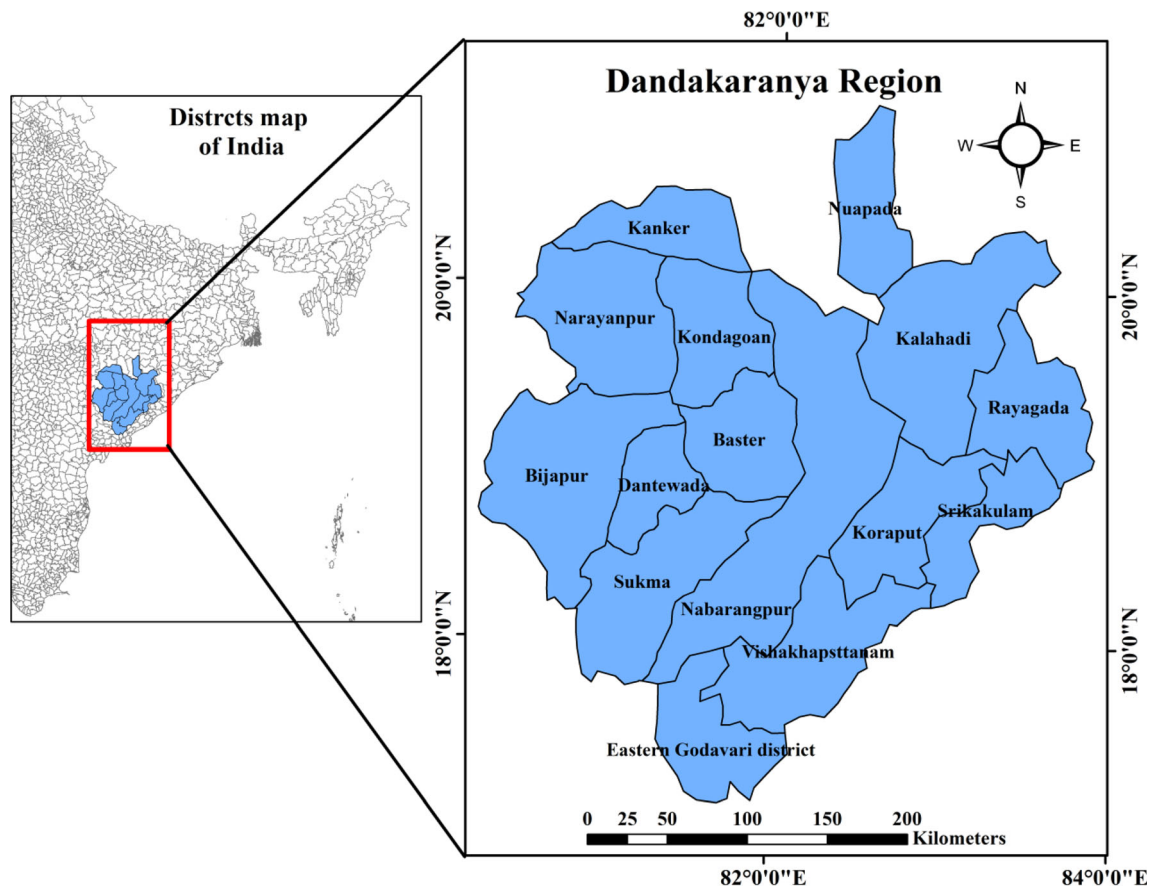 82°0'0"E
Distrcts map
of India
Dandakaranya Region
N
W
E
S
20°0'0"N
20°0'0"N
18°0'0"N
18°0'0"N
Nuapada
Kanker
Narayanpur
Kondagoan
Kalahadi
Rayagada
Baster
Bijapur
Dantewada
Srikakulam
Koraput
Sukma
Nabarangpur
Vishakhapsttanam
Eastern Godavari district
0 25 50 100 150 200
Kilometers
82°0'0"E
84°0'0"E